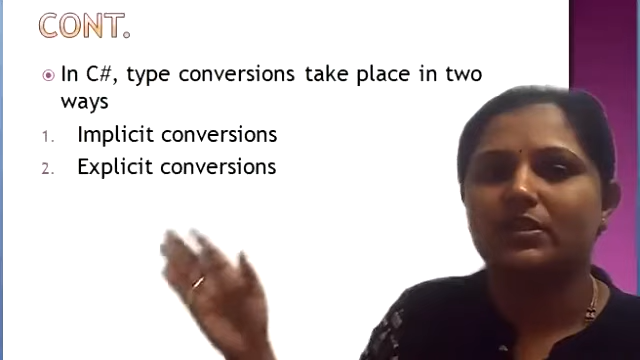 CONT.
In C#, type conversions take place in two
ways
1. Implicit conversions
2. Explicit conversions